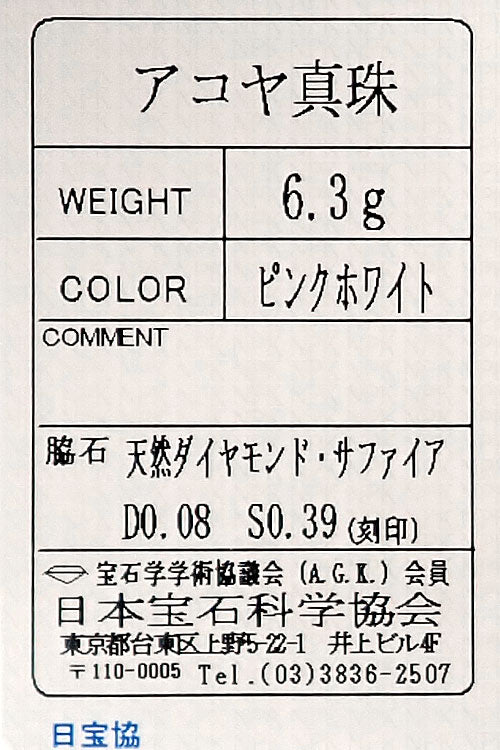 アコヤ真珠
WEIGHT 6.3g
COLOR ピンクホワイト
COMMENT
脇石 天然ダイヤモンド・サファイア
D0.08 S0.39(刻印)
宝石学学術協議会(A.G.K.)会員
日本宝石科学協会
東京都台東区上野5-22-1 井上ビル4F
〒110-0005 Tel.(03)3836-2507
日宝協